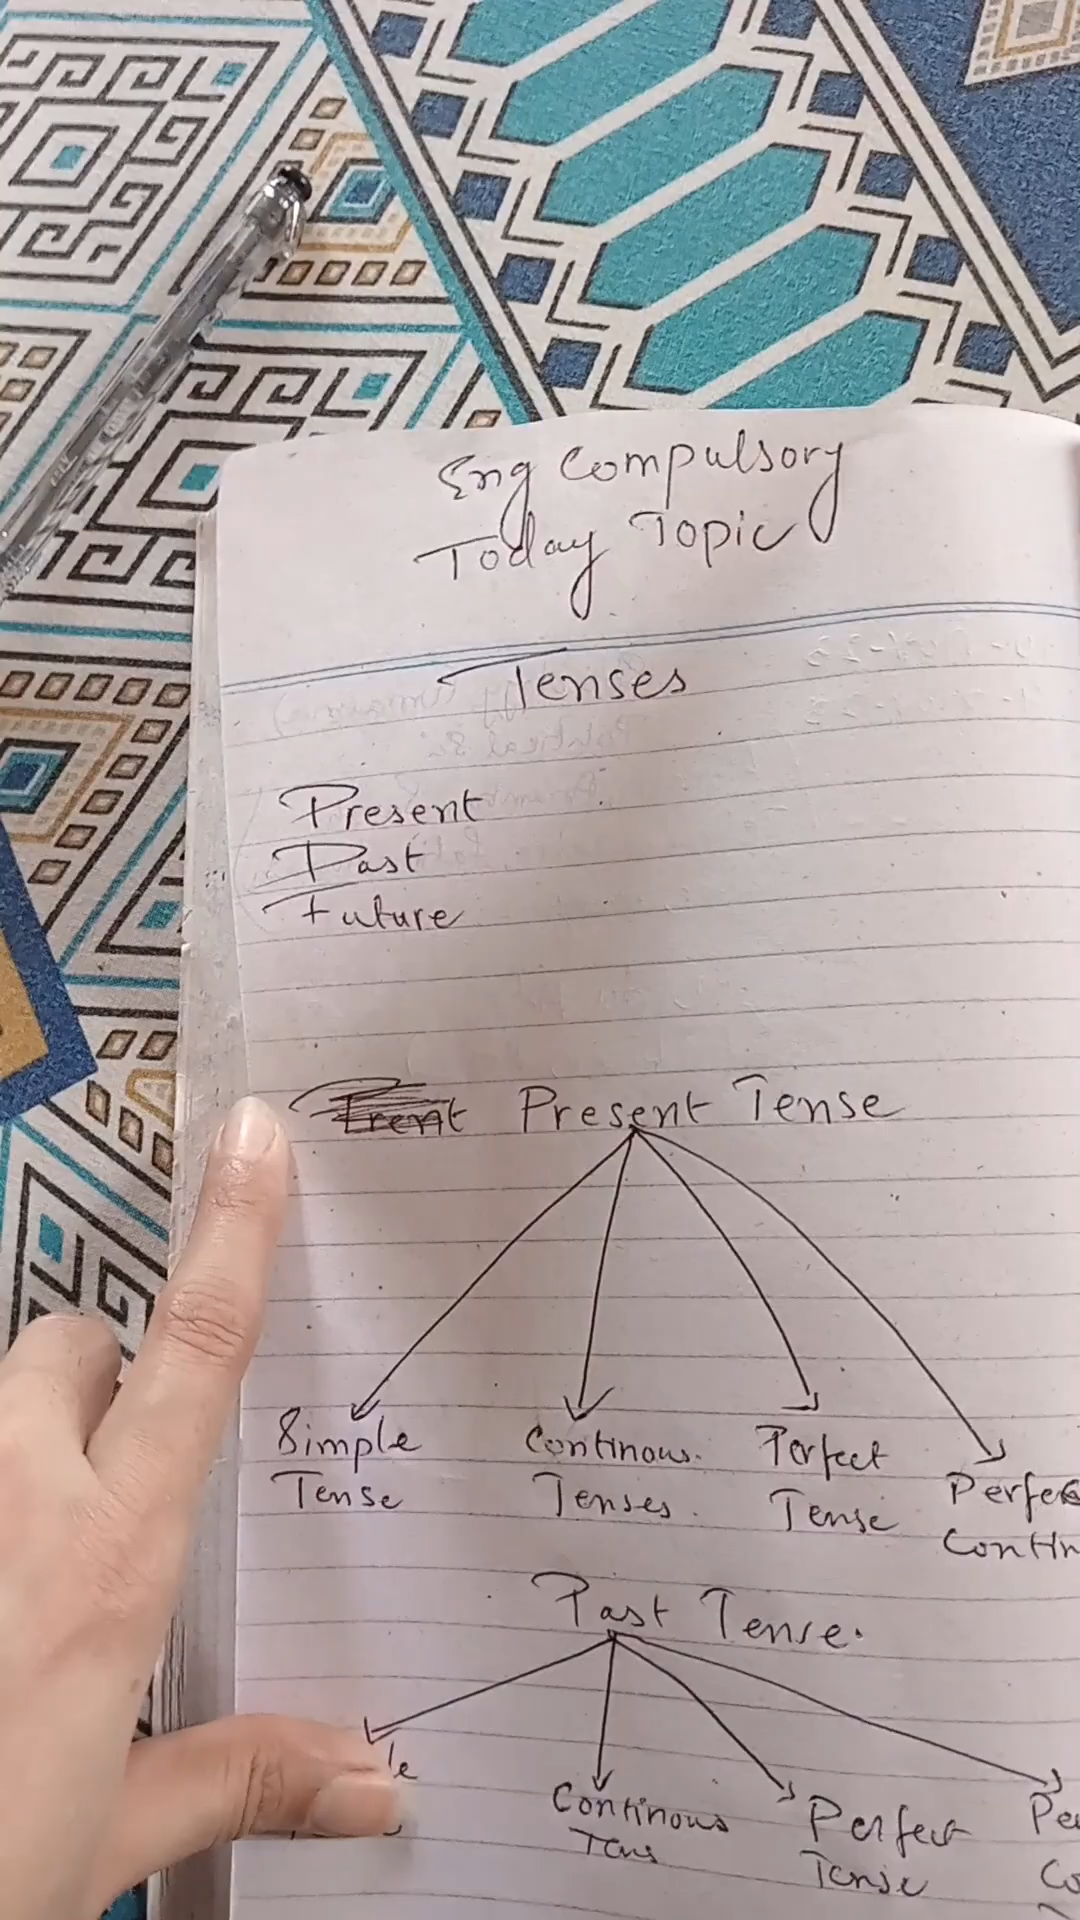 Eng Compulsory
Today Topic
Tenses
Present
Past
Future
Present Tense
Simple
Tense
Continous.
Tenses.
Perfect
Tense
Past Tense.
Continous
Perfect
Tense